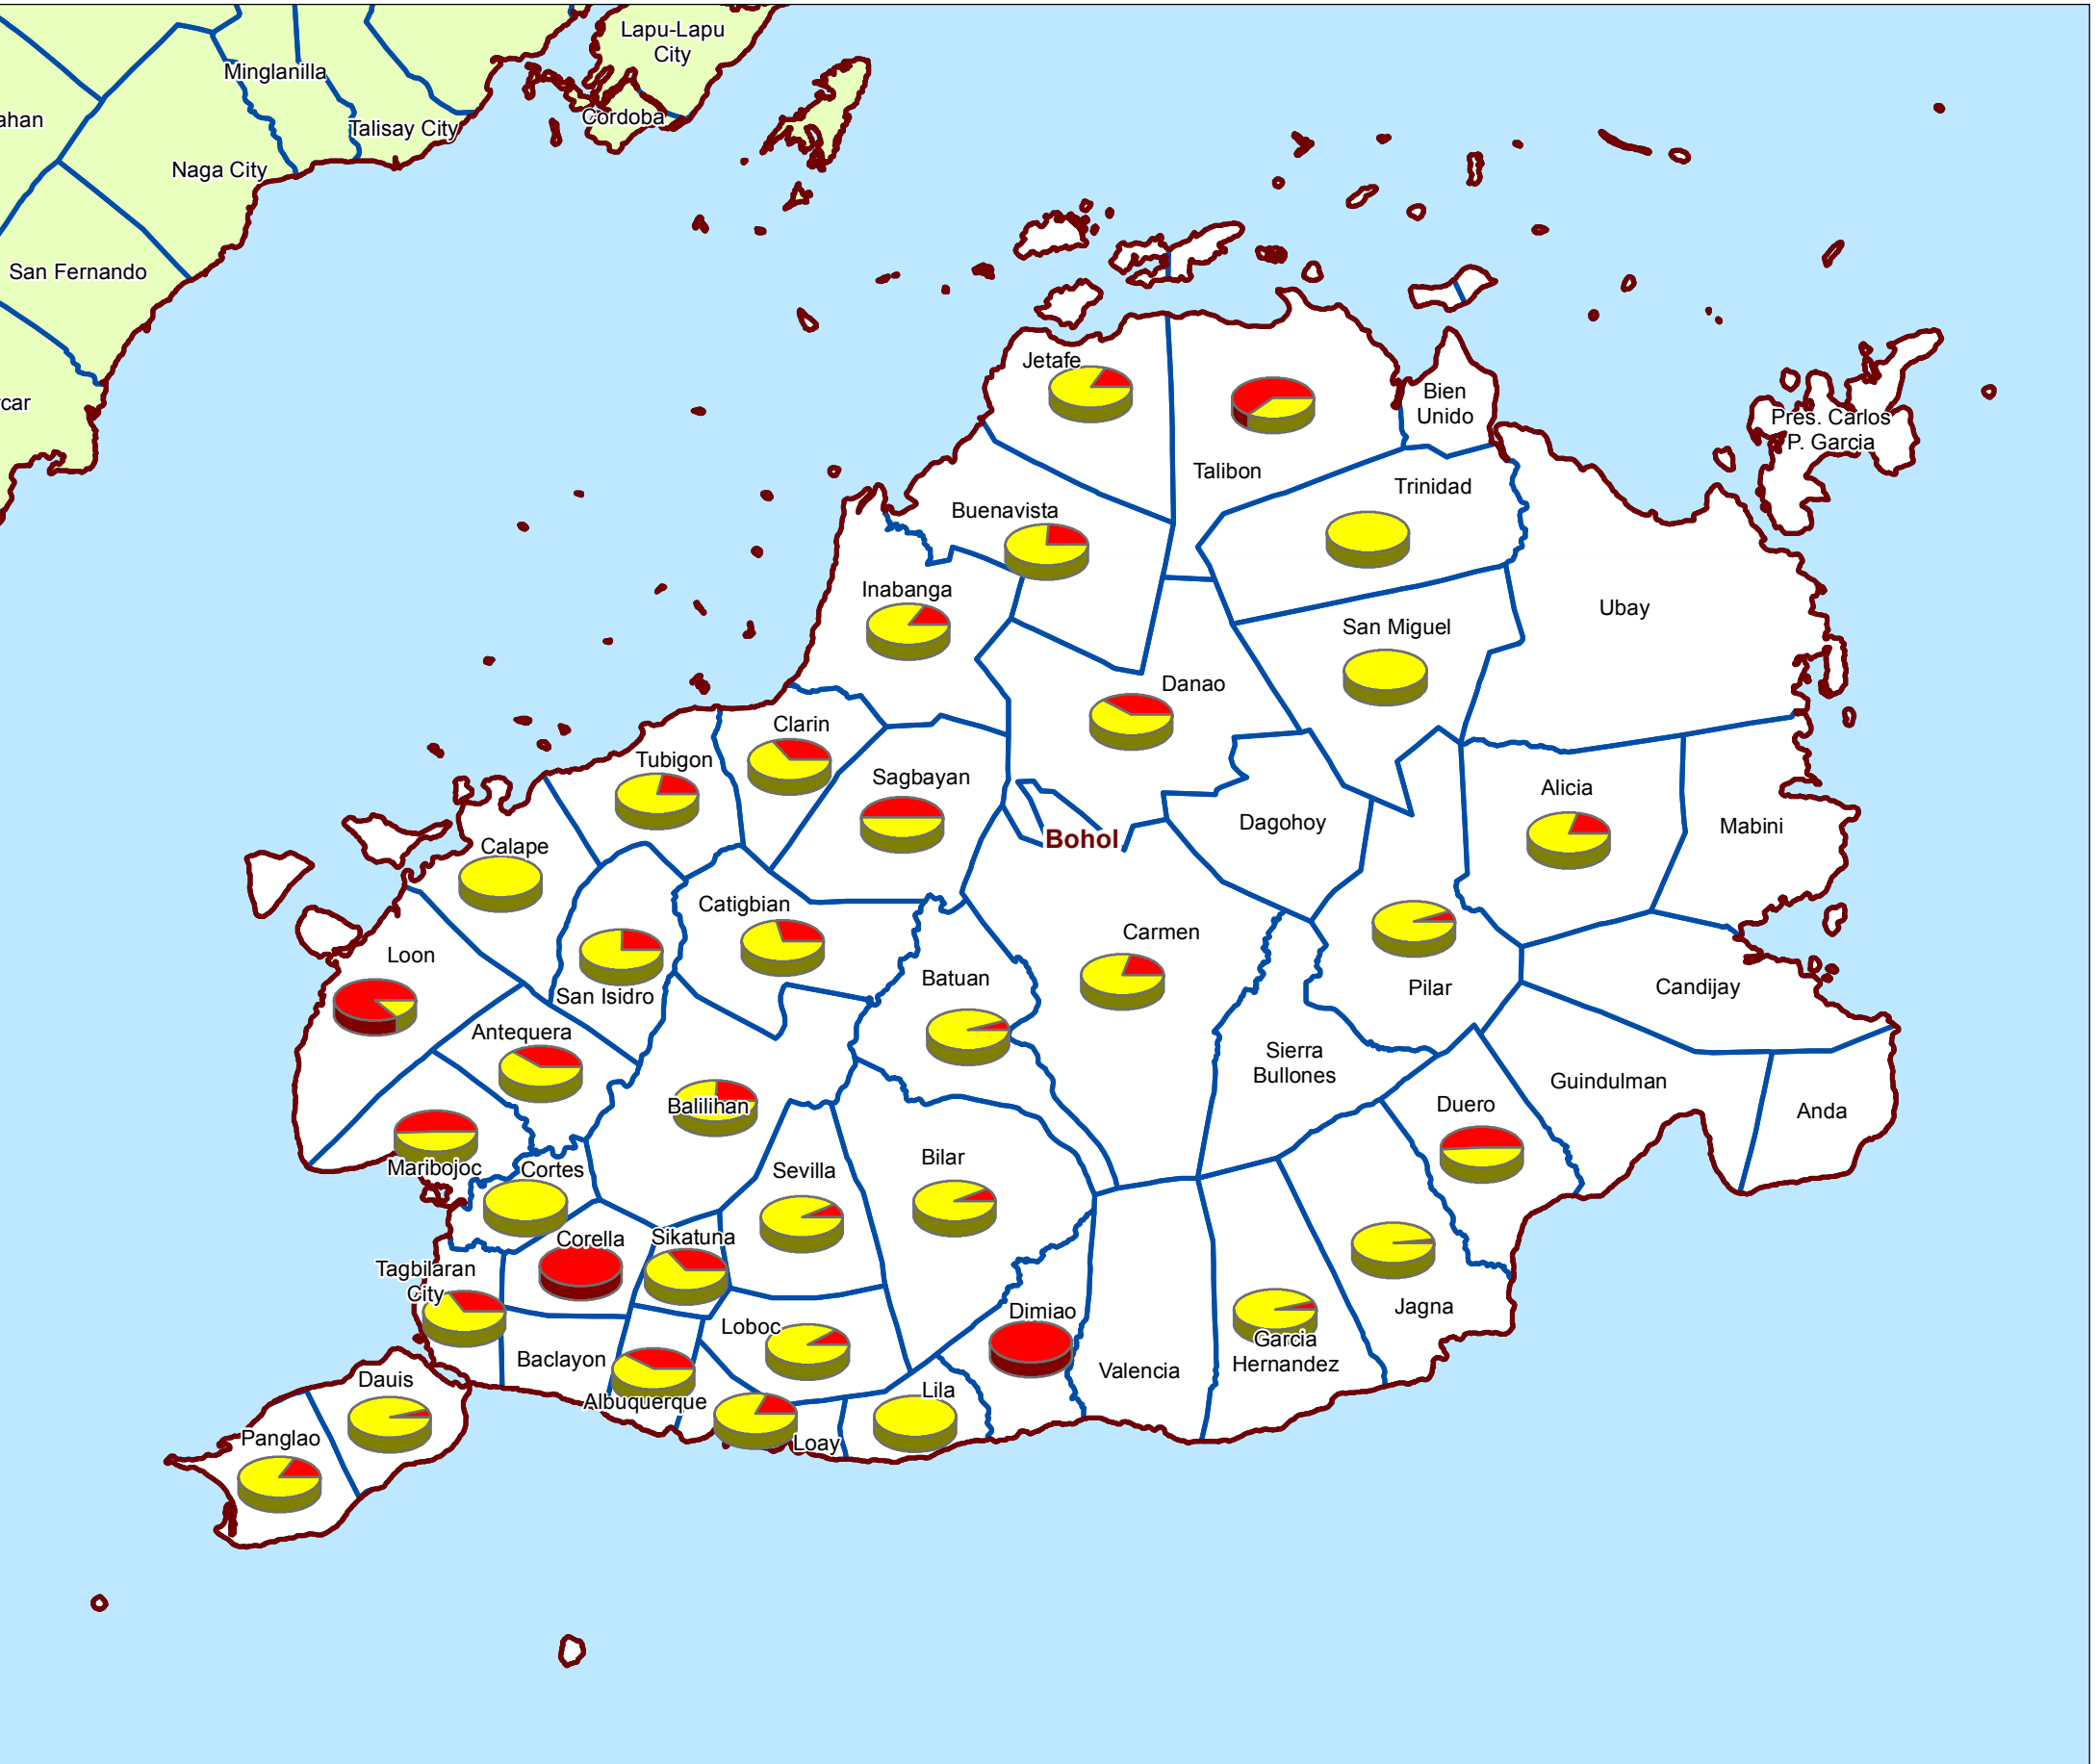 Lapu-Lapu
City
Minglanilla
Cordoba
ahan
Talisay City
Naga City
San Fernando
car
Jetafe
Bien
Unido
Pres. Carlos
P. Garcia
Talibon
Trinidad
Buenavista
Inabanga
Ubay
San Miguel
Danao
Clarin
Tubigon
Sagbayan
Alicia
Dagohoy
Mabini
Bohol
Calape
Catigbian
Carmen
Loon
Batuan
San Isidro
Pilar
Candijay
Antequera
Sierra
Bullones
Guindulman
Balilihan
Duero
Anda
Maribojoc
Cortes
Sevilla
Bilar
Corella
Sikatuna
Tagbilaran
City
Dimiao
Jagna
Loboc
Garcia
Hernandez
Baclayon
Valencia
Dauis
Albuquerque
Lila
Panglao
Loay